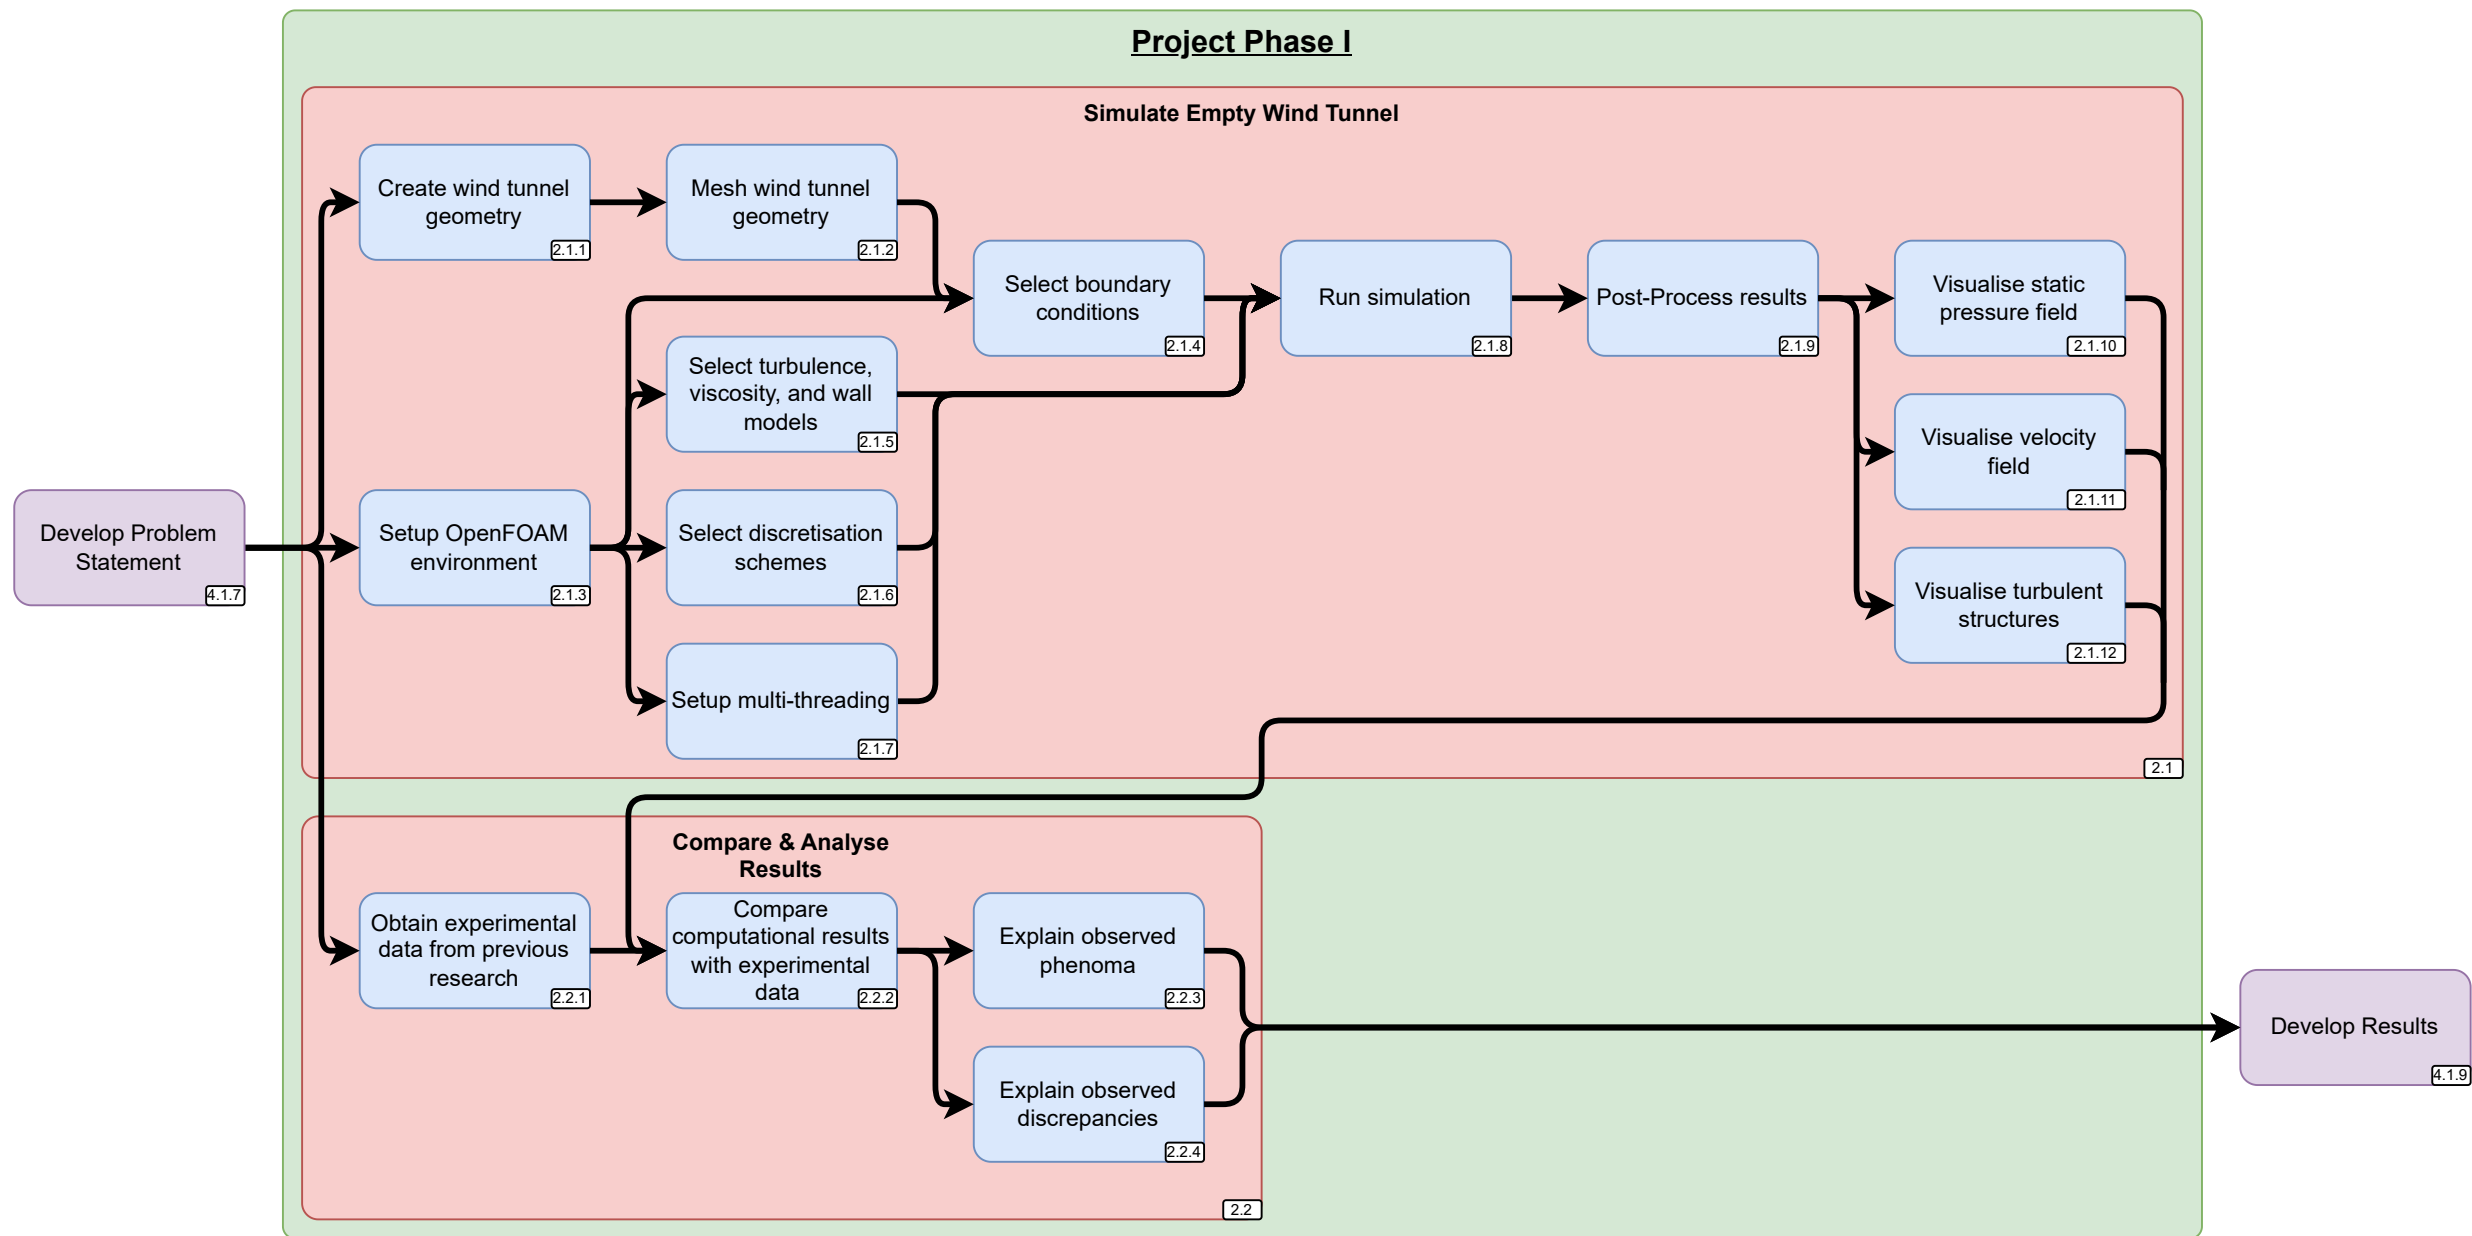 Project Phase I
Simulate Empty Wind Tunnel
Create wind tunnel
geometry
2.1.1
Mesh wind tunnel
geometry
2.1.2
Select boundary
conditions
2.1.4
Run simulation
2.1.8
Post-Process results
2.1.9
Visualise static
pressure field
2.1.10
Select turbulence,
viscosity, and wall
models
2.1.5
Visualise velocity
field
2.1.11
Develop Problem
Statement
4.1.7
Setup OpenFOAM
environment
2.1.3
Select discretisation
schemes
2.1.6
Visualise turbulent
structures
2.1.12
Setup multi-threading
2.1.7
2.1
Compare & Analyse
Results
Obtain experimental
data from previous
research
2.2.1
Compare
computational results
with experimental
data
2.2.2
Explain observed
phenoma
2.2.3
Develop Results
4.1.9
Explain observed
discrepancies
2.2.4
2.2